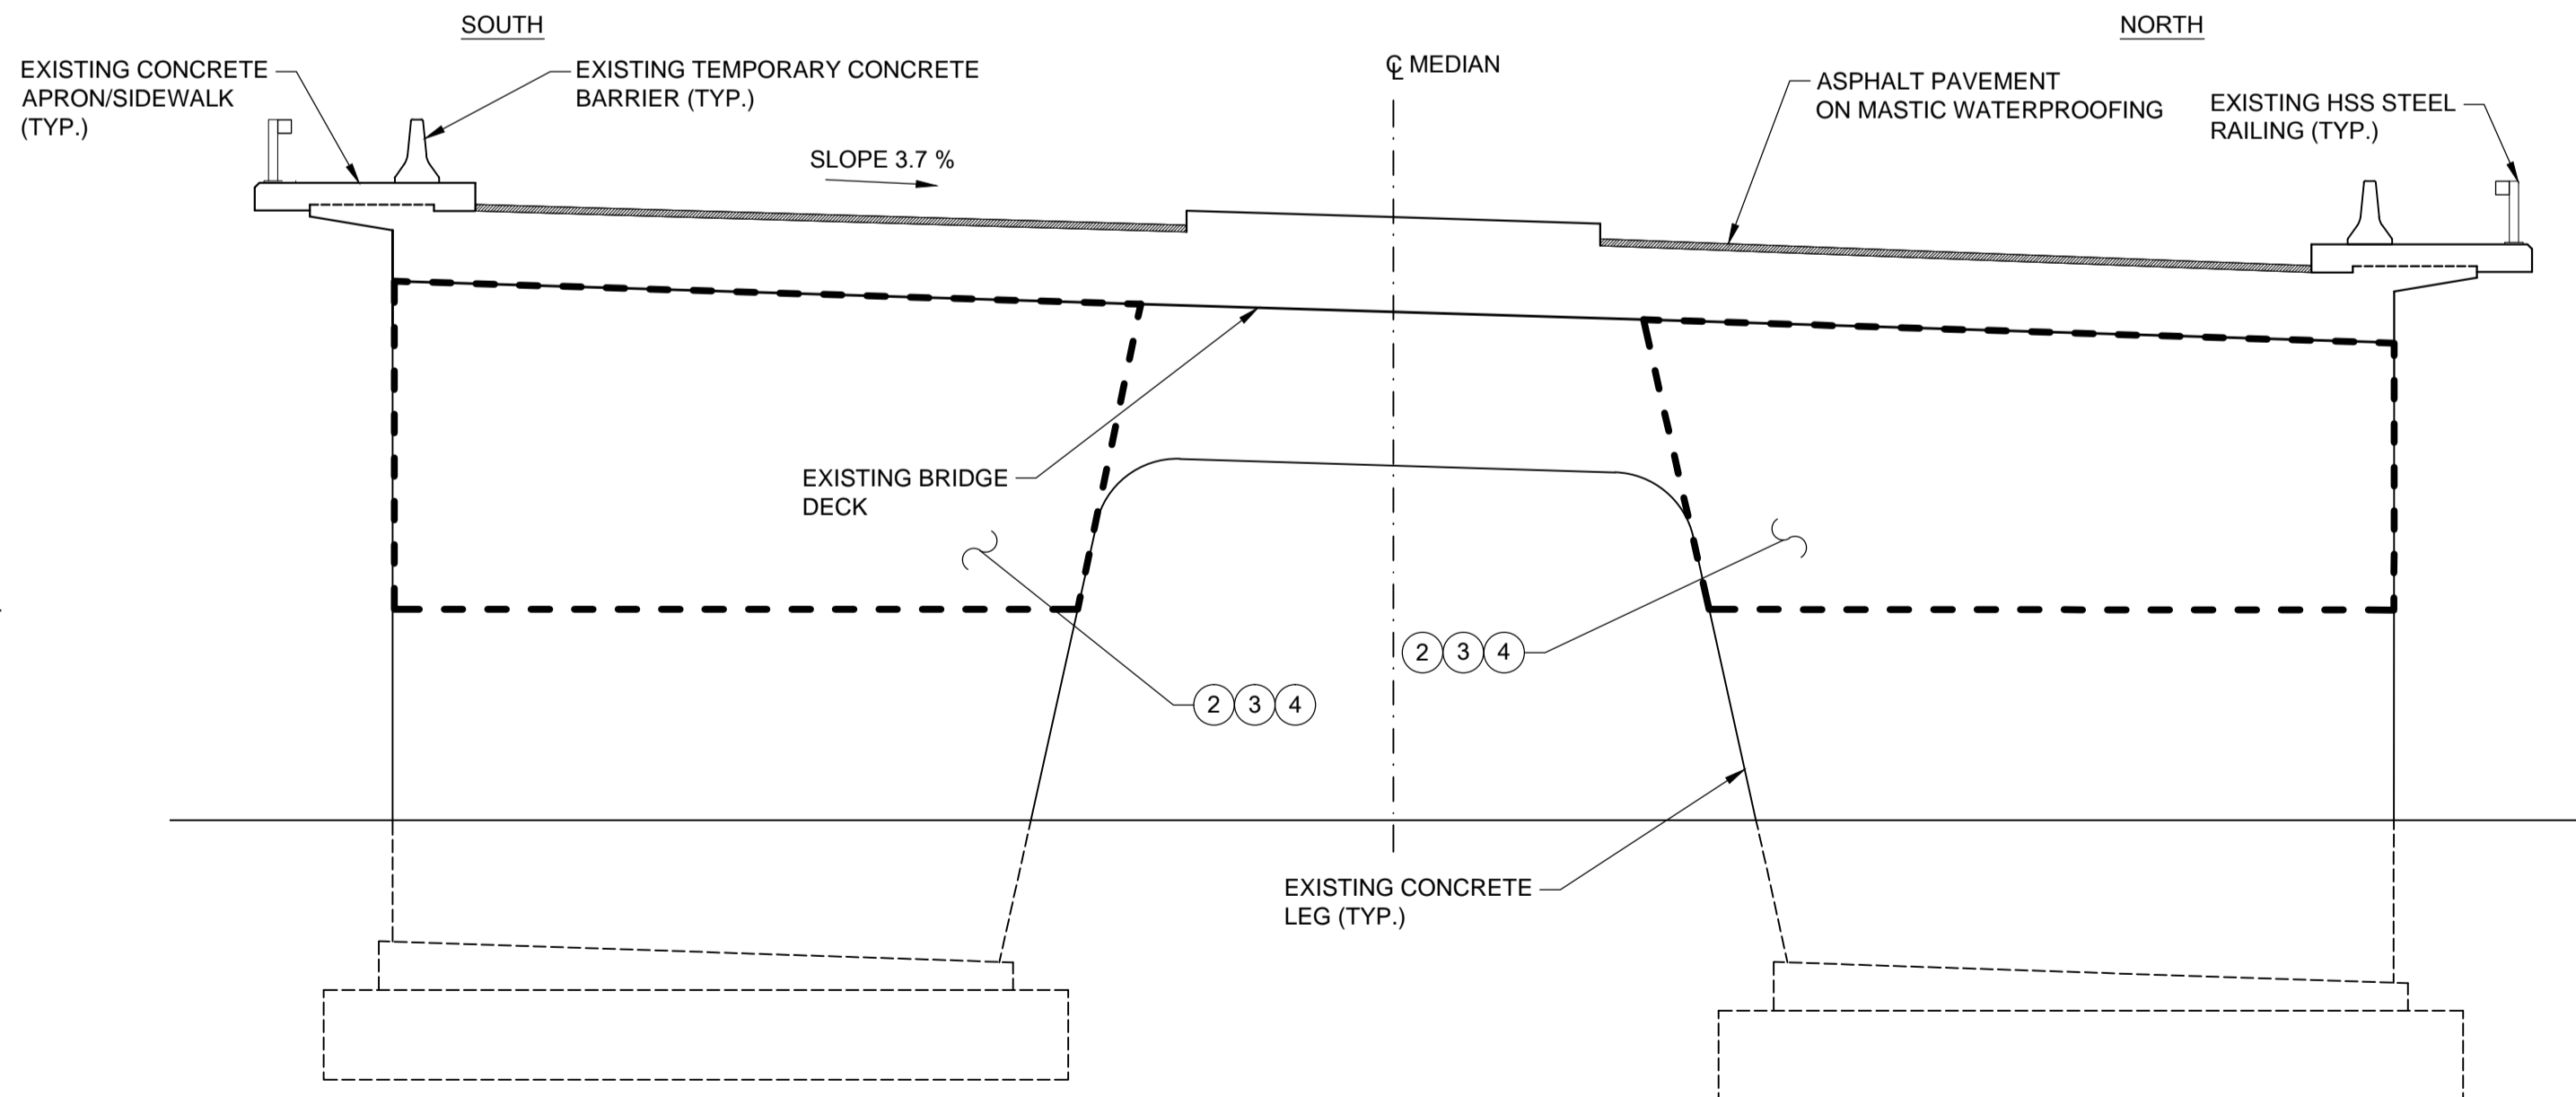 SOUTH
NORTH
EXISTING CONCRETE
APRON/SIDEWALK
(TYP.)
EXISTING TEMPORARY CONCRETE
BARRIER (TYP.)
℄ MEDIAN
ASPHALT PAVEMENT
ON MASTIC WATERPROOFING
EXISTING HSS STEEL
RAILING (TYP.)
SLOPE 3.7 %
EXISTING BRIDGE
DECK
2 3 4
2 3 4
EXISTING CONCRETE
LEG (TYP.)